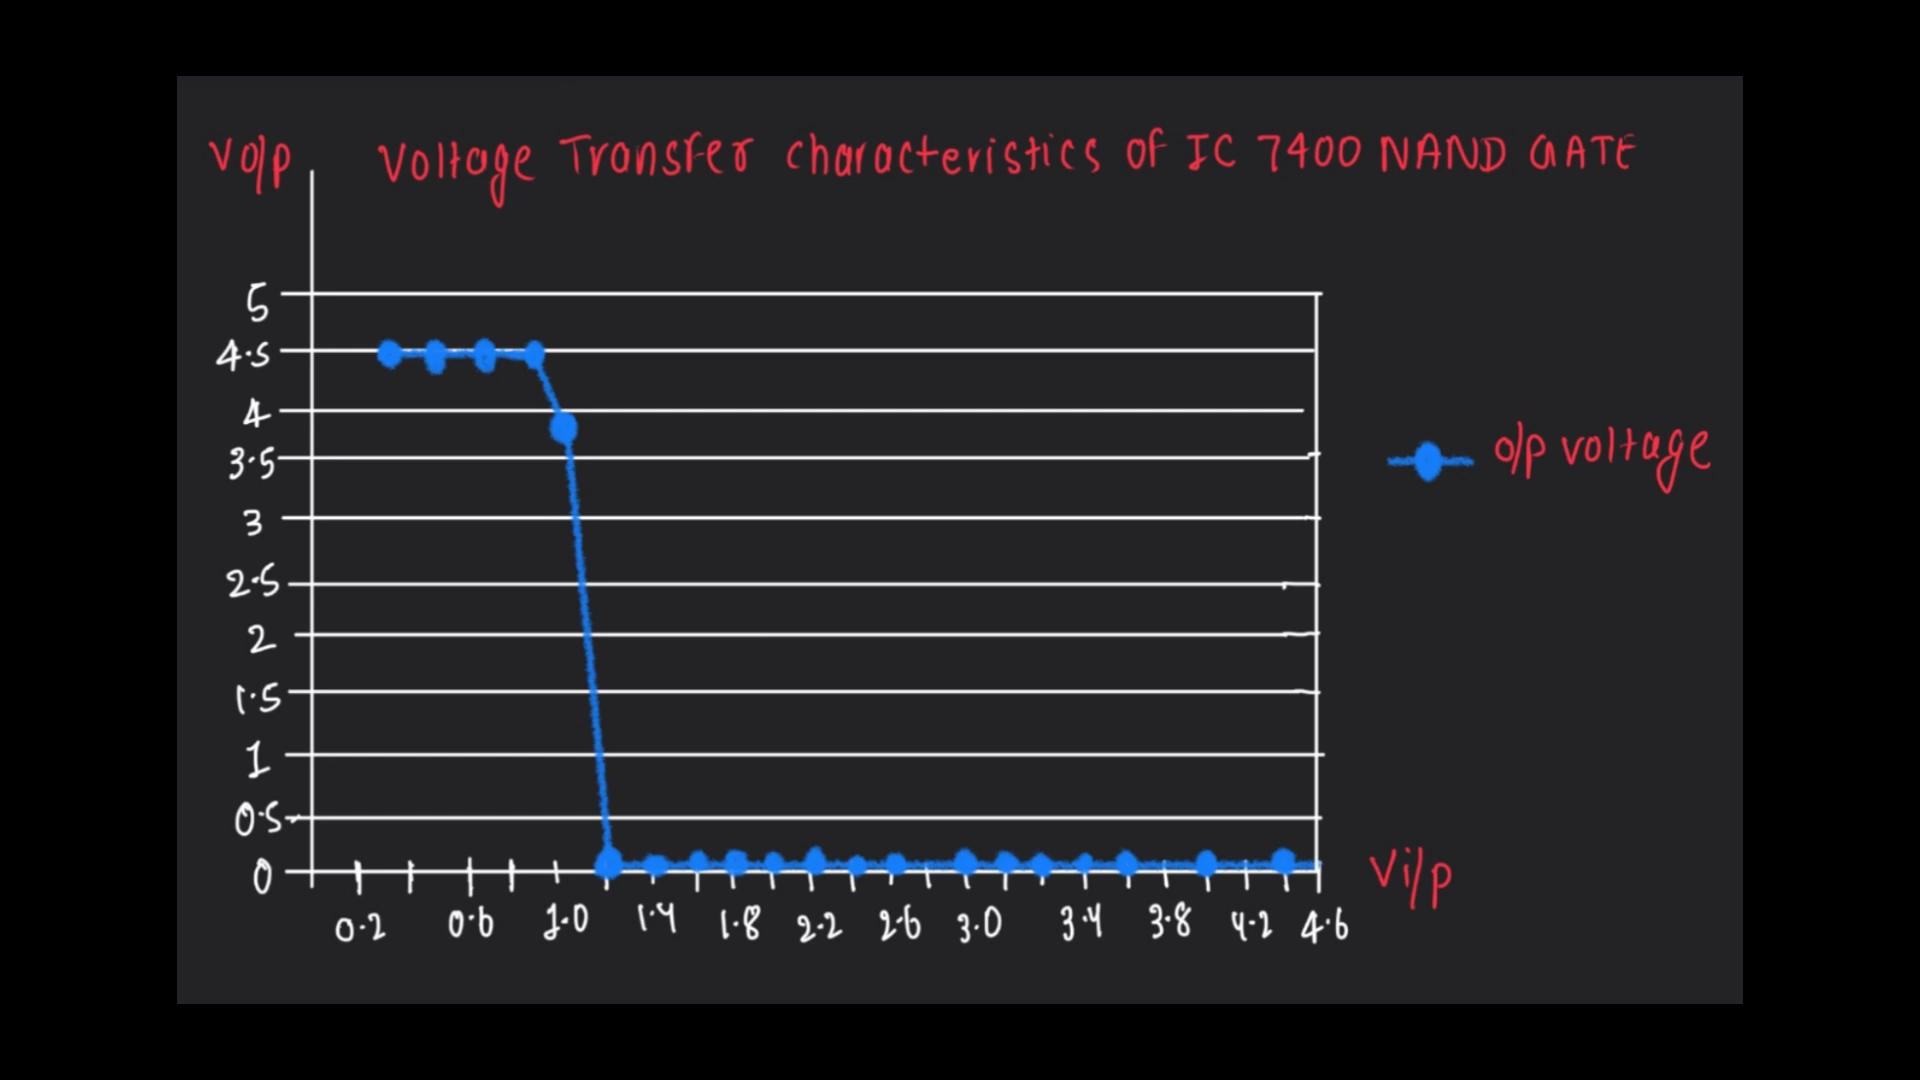 Vo/p
Voltage Transfer characteristics of IC 7400 NAND GATE
5
4.5
4
3.5
3
2.5
2
1.5
1
0.5
0
o/p voltage
Vi/p
0.2 0.6 1.0 1.4 1.8 2.2 2.6 3.0 3.4 3.8 4.2 4.6